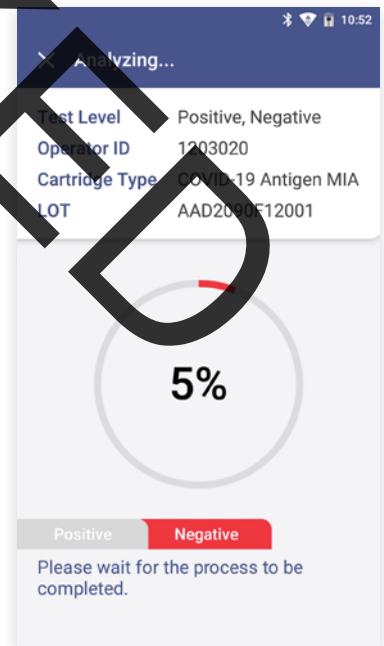 10:52
Analyzing...
Test Level Positive, Negative
Operator ID 1203020
Cartridge Type COVID-19 Antigen MIA
LOT AAD2090F12001
5%
Positive Negative
Please wait for the process to be
completed.